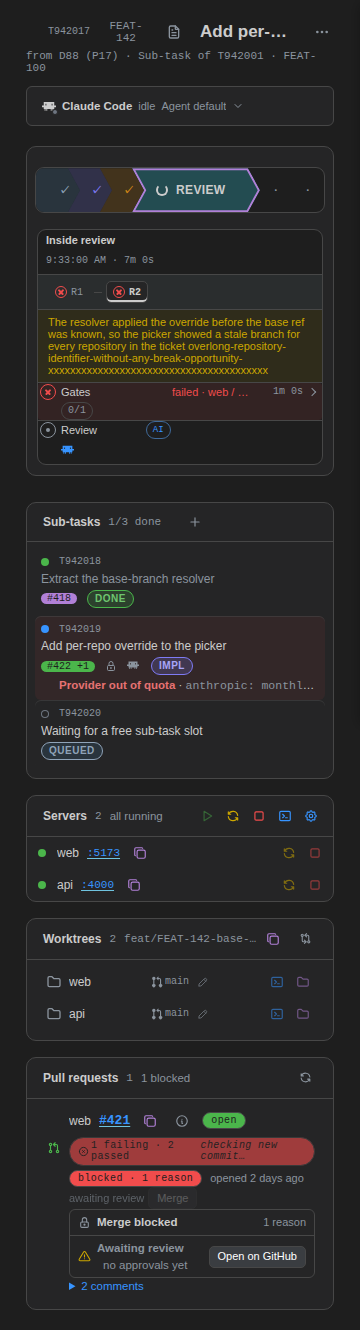 T942017 FEAT-142 Add per-…
from D88 (P17) · Sub-task of T942001 · FEAT-
100
Claude Code idle Agent default
REVIEW
Inside review
9:33:00 AM · 7m 0s
R1 — R2
The resolver applied the override before the base ref
was known, so the picker showed a stale branch for
every repository in the ticket overlong-repository-
identifier-without-any-break-opportunity-
xxxxxxxxxxxxxxxxxxxxxxxxxxxxxxxxxxxxxxxx
Gates failed · web / … 1m 0s
0/1
Review AI
Sub-tasks 1/3 done
T942018
Extract the base-branch resolver
#418 DONE
T942019
Add per-repo override to the picker
#422 +1 IMPL
Provider out of quota · anthropic: monthl…
T942020
Waiting for a free sub-task slot
QUEUED
Servers 2 all running
web :5173
api :4000
Worktrees 2 feat/FEAT-142-base-…
web main
api main
Pull requests 1 1 blocked
web #421 open
1 failing · 2 passed checking new commit…
blocked · 1 reason opened 2 days ago
awaiting review Merge
Merge blocked 1 reason
Awaiting review
no approvals yet
Open on GitHub
2 comments